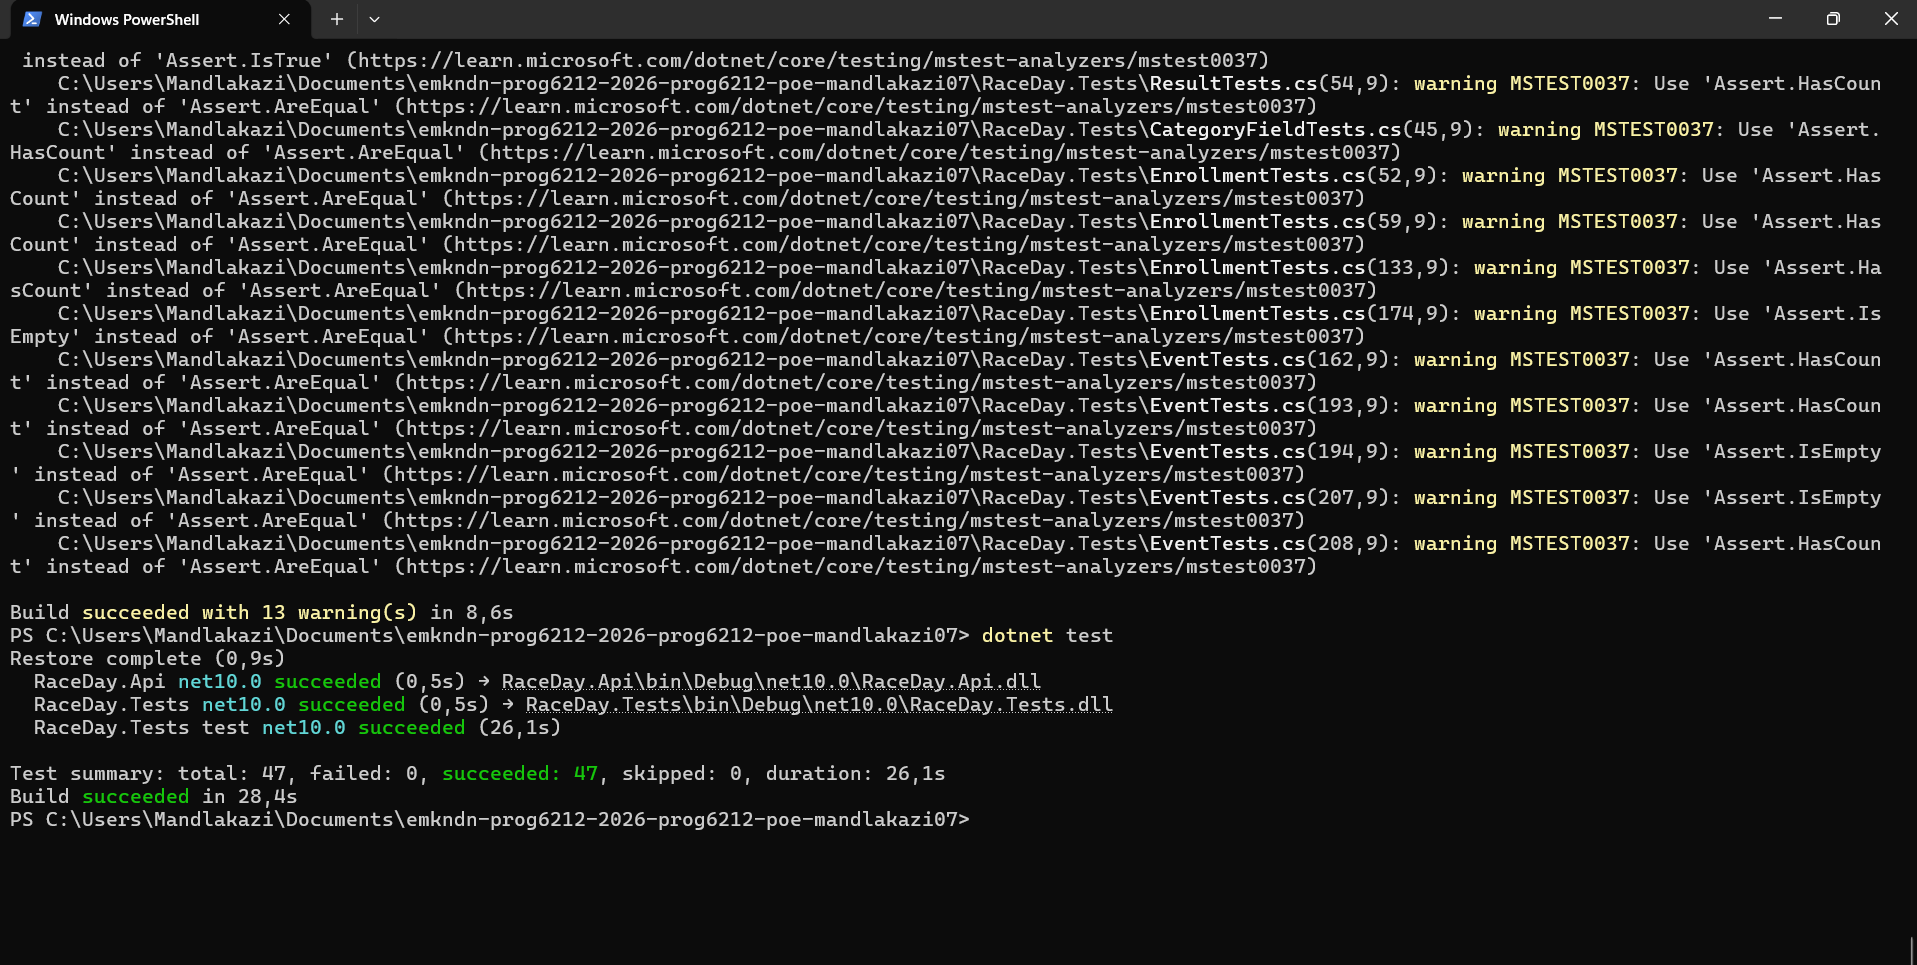 Windows PowerShell
instead of 'Assert.IsTrue' (https://learn.microsoft.com/dotnet/core/testing/mstest-analyzers/mstest0037)
C:\Users\Mandlakazi\Documents\emkndn-prog6212-2026-prog6212-poe-mandlakazi07\RaceDay.Tests\ResultTests.cs(54,9): warning MSTEST0037: Use 'Assert.HasCoun
t' instead of 'Assert.AreEqual' (https://learn.microsoft.com/dotnet/core/testing/mstest-analyzers/mstest0037)
C:\Users\Mandlakazi\Documents\emkndn-prog6212-2026-prog6212-poe-mandlakazi07\RaceDay.Tests\CategoryFieldTests.cs(45,9): warning MSTEST0037: Use 'Assert.
HasCount' instead of 'Assert.AreEqual' (https://learn.microsoft.com/dotnet/core/testing/mstest-analyzers/mstest0037)
C:\Users\Mandlakazi\Documents\emkndn-prog6212-2026-prog6212-poe-mandlakazi07\RaceDay.Tests\EnrollmentTests.cs(52,9): warning MSTEST0037: Use 'Assert.Has
Count' instead of 'Assert.AreEqual' (https://learn.microsoft.com/dotnet/core/testing/mstest-analyzers/mstest0037)
C:\Users\Mandlakazi\Documents\emkndn-prog6212-2026-prog6212-poe-mandlakazi07\RaceDay.Tests\EnrollmentTests.cs(59,9): warning MSTEST0037: Use 'Assert.Has
Count' instead of 'Assert.AreEqual' (https://learn.microsoft.com/dotnet/core/testing/mstest-analyzers/mstest0037)
C:\Users\Mandlakazi\Documents\emkndn-prog6212-2026-prog6212-poe-mandlakazi07\RaceDay.Tests\EnrollmentTests.cs(133,9): warning MSTEST0037: Use 'Assert.Ha
sCount' instead of 'Assert.AreEqual' (https://learn.microsoft.com/dotnet/core/testing/mstest-analyzers/mstest0037)
C:\Users\Mandlakazi\Documents\emkndn-prog6212-2026-prog6212-poe-mandlakazi07\RaceDay.Tests\EnrollmentTests.cs(174,9): warning MSTEST0037: Use 'Assert.Is
Empty' instead of 'Assert.AreEqual' (https://learn.microsoft.com/dotnet/core/testing/mstest-analyzers/mstest0037)
C:\Users\Mandlakazi\Documents\emkndn-prog6212-2026-prog6212-poe-mandlakazi07\RaceDay.Tests\EventTests.cs(162,9): warning MSTEST0037: Use 'Assert.HasCoun
t' instead of 'Assert.AreEqual' (https://learn.microsoft.com/dotnet/core/testing/mstest-analyzers/mstest0037)
C:\Users\Mandlakazi\Documents\emkndn-prog6212-2026-prog6212-poe-mandlakazi07\RaceDay.Tests\EventTests.cs(193,9): warning MSTEST0037: Use 'Assert.HasCoun
t' instead of 'Assert.AreEqual' (https://learn.microsoft.com/dotnet/core/testing/mstest-analyzers/mstest0037)
C:\Users\Mandlakazi\Documents\emkndn-prog6212-2026-prog6212-poe-mandlakazi07\RaceDay.Tests\EventTests.cs(194,9): warning MSTEST0037: Use 'Assert.IsEmpty
' instead of 'Assert.AreEqual' (https://learn.microsoft.com/dotnet/core/testing/mstest-analyzers/mstest0037)
C:\Users\Mandlakazi\Documents\emkndn-prog6212-2026-prog6212-poe-mandlakazi07\RaceDay.Tests\EventTests.cs(207,9): warning MSTEST0037: Use 'Assert.IsEmpty
' instead of 'Assert.AreEqual' (https://learn.microsoft.com/dotnet/core/testing/mstest-analyzers/mstest0037)
C:\Users\Mandlakazi\Documents\emkndn-prog6212-2026-prog6212-poe-mandlakazi07\RaceDay.Tests\EventTests.cs(208,9): warning MSTEST0037: Use 'Assert.HasCoun
t' instead of 'Assert.AreEqual' (https://learn.microsoft.com/dotnet/core/testing/mstest-analyzers/mstest0037)
Build succeeded with 13 warning(s) in 8,6s
PS C:\Users\Mandlakazi\Documents\emkndn-prog6212-2026-prog6212-poe-mandlakazi07> dotnet test
Restore complete (0,9s)
RaceDay.Api net10.0 succeeded (0,5s) → RaceDay.Api\bin\Debug\net10.0\RaceDay.Api.dll
RaceDay.Tests net10.0 succeeded (0,5s) → RaceDay.Tests\bin\Debug\net10.0\RaceDay.Tests.dll
RaceDay.Tests test net10.0 succeeded (26,1s)
Test summary: total: 47, failed: 0, succeeded: 47, skipped: 0, duration: 26,1s
Build succeeded in 28,4s
PS C:\Users\Mandlakazi\Documents\emkndn-prog6212-2026-prog6212-poe-mandlakazi07>